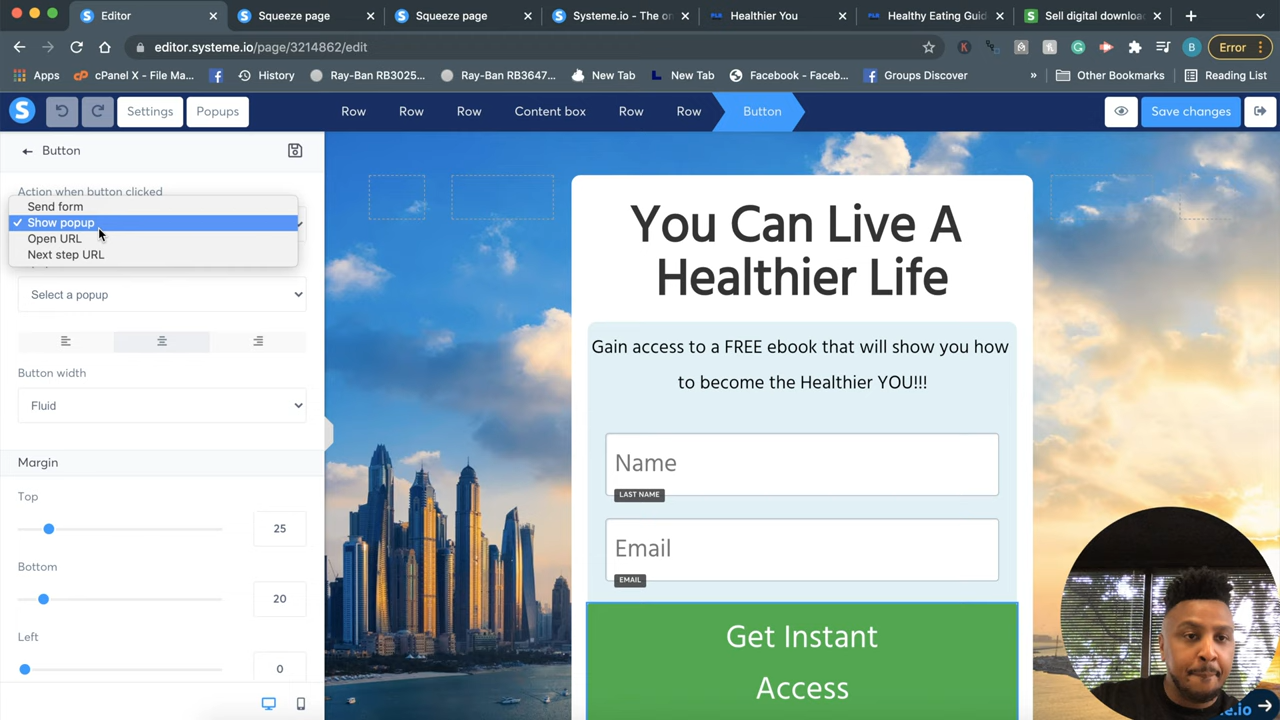 Editor
Squeeze page
Squeeze page
Systeme.io - The on
Healthier You
Healthy Eating Guid
Sell digital downloa
editor.systeme.io/page/3214862/edit
B
Error
Apps
cPanel X - File Ma...
History
Ray-Ban RB3025...
Ray-Ban RB3647...
New Tab
New Tab
Facebook - Faceb...
Groups Discover
»
Other Bookmarks
Reading List
S
Settings
Popups
Row
Row
Row
Content box
Row
Row
Button
Save changes
Button
Action when button clicked
Send form
Show popup
Open URL
Next step URL
Select a popup
Button width
Fluid
Margin
Top
25
Bottom
20
Left
0
You Can Live A
Healthier Life
Gain access to a FREE ebook that will show you how
to become the Healthier YOU!!!
Name
LAST NAME
Email
EMAIL
Get Instant
Access